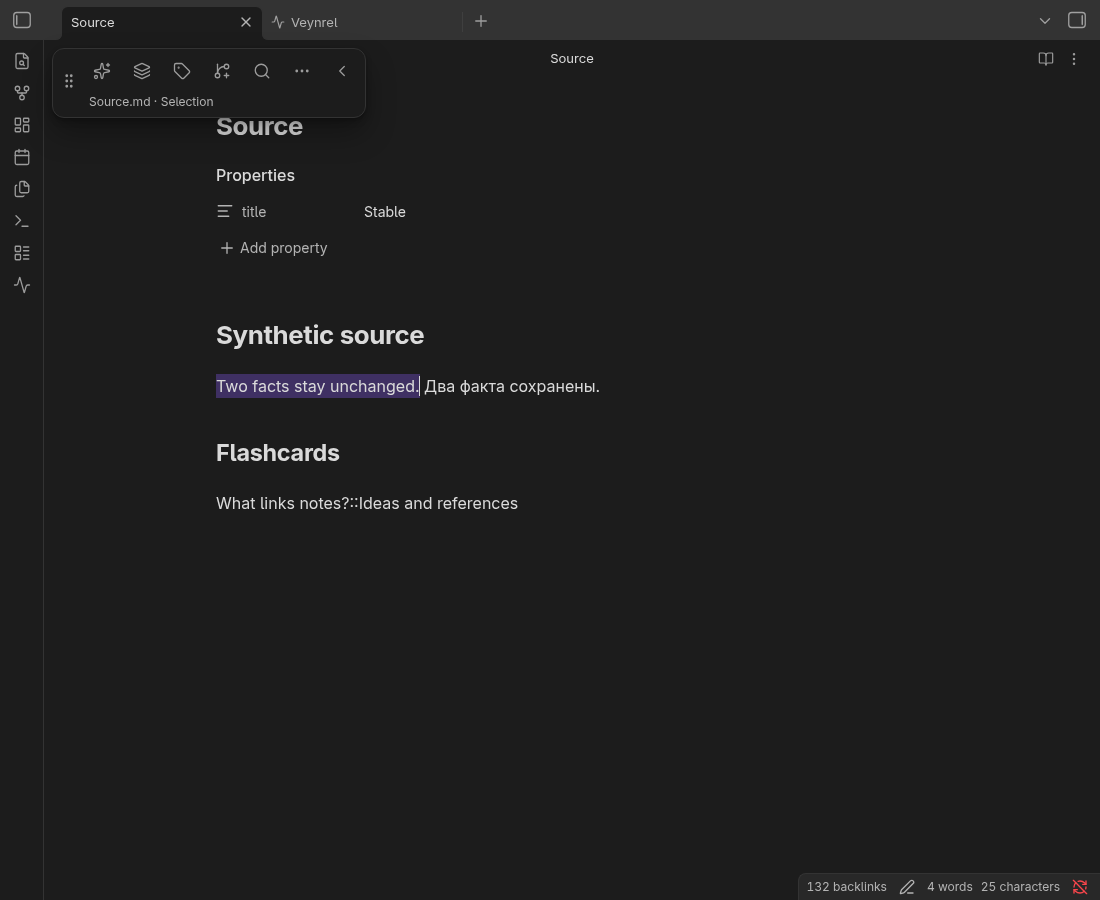 Source
Veynrel
Source
Source.md · Selection
Source
Properties
title Stable
Add property
Synthetic source
Two facts stay unchanged. Два факта сохранены.
Flashcards
What links notes?::Ideas and references
132 backlinks 4 words 25 characters